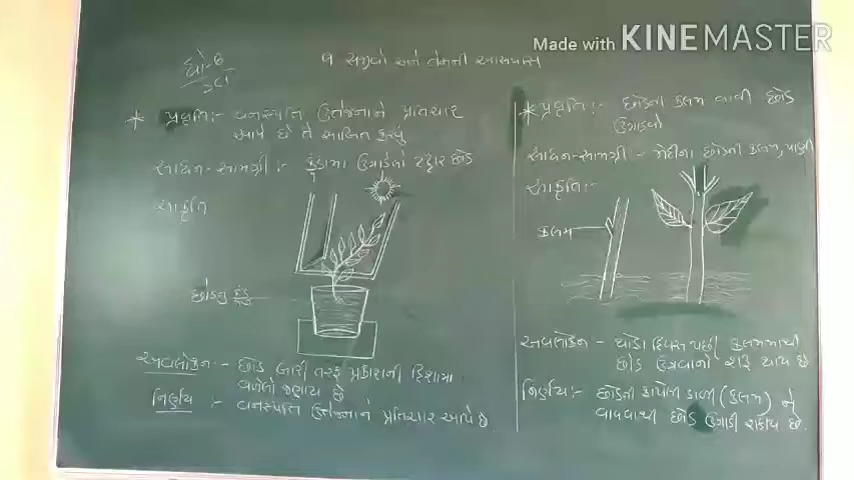 Made with KINEMASTER
ધો-૬
૯ સજીવો અને તેમની આસપાસ
* પ્રવૃત્તિ:- વનસ્પતિ ઉત્તેજનાને પ્રતિચાર
આપે છે તે સાબિત કરવું
સાધન-સામગ્રી:- કૂંડામા ઉગાડેલો ટટ્ટાર છોડ
આકૃતિ
છોડનું કૂંડુ
અવલોકન:- છોડ બારી તરફ પ્રકાશની દિશામા
વળેલો જણાય છે
નિર્ણય:- વનસ્પતિ ઉત્તેજનાને પ્રતિચાર આપે છે
* પ્રવૃત્તિ:- છોડની કલમ વાવી છોડ
ઉગાડવો
સાધન-સામગ્રી:- મેંદીના છોડની કલમ, પાણી
આકૃતિ:-
કલમ
અવલોકન- થોડા દિવસ પછી કલમમાથી
છોડ ઉગવાનો શરૂ થાય છે
નિર્ણય:- છોડની કાપેલી ડાળી (કલમ) ને
વાવવાથી છોડ ઉગાડી શકાય છે.